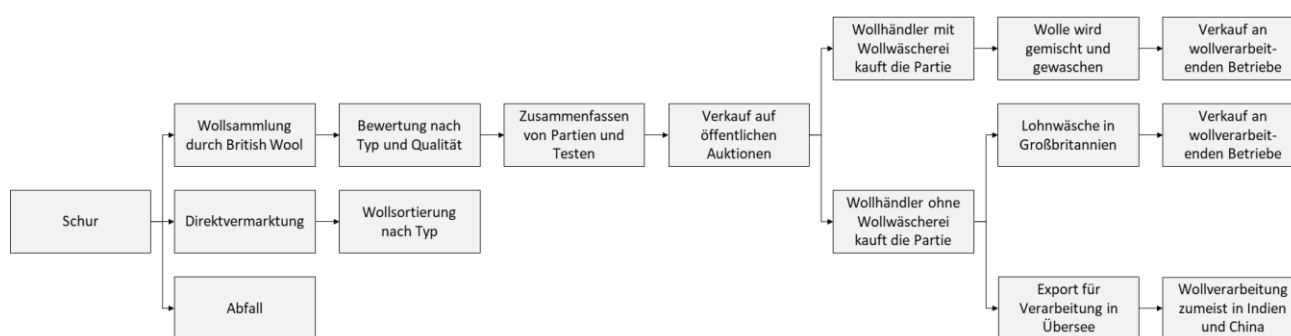 Wollhändler mit
Wollwäscherei
kauft die Partie
Wolle wird
gemischt und
gewaschen
Verkauf an
wollverarbeit-
enden Betriebe
Wollsammlung
durch British Wool
Bewertung nach
Typ und Qualität
Zusammenfassen
von Partien und
Testen
Verkauf auf
öffentlichen
Auktionen
Lohnwäsche in
Großbritannien
Verkauf an
wollverarbeit-
enden Betriebe
Schur
Direktvermarktung
Wollsortierung
nach Typ
Wollhändler ohne
Wollwäscherei
kauft die Partie
Abfall
Export für
Verarbeitung in
Übersee
Wollverarbeitung
zumeist in Indien
und China